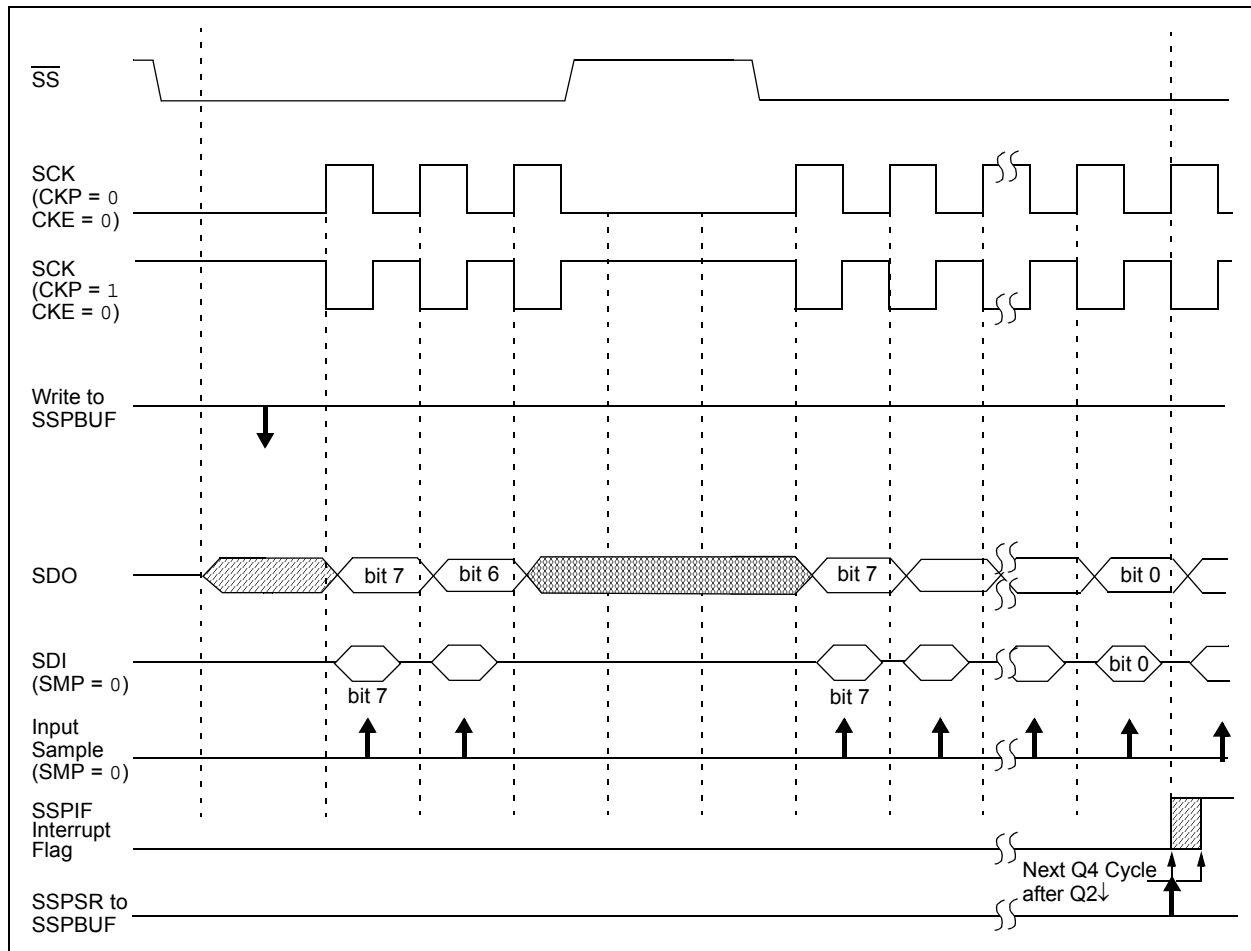 SS
SCK
(CKP = 0
CKE = 0)
SCK
(CKP = 1
CKE = 0)
Write to
SSPBUF
SDO
bit 7
bit 6
bit 7
bit 0
SDI
(SMP = 0)
bit 7
bit 7
bit 0
Input
Sample
(SMP = 0)
SSPIF
Interrupt
Flag
Next Q4 Cycle
after Q2↓
SSPSR to
SSPBUF